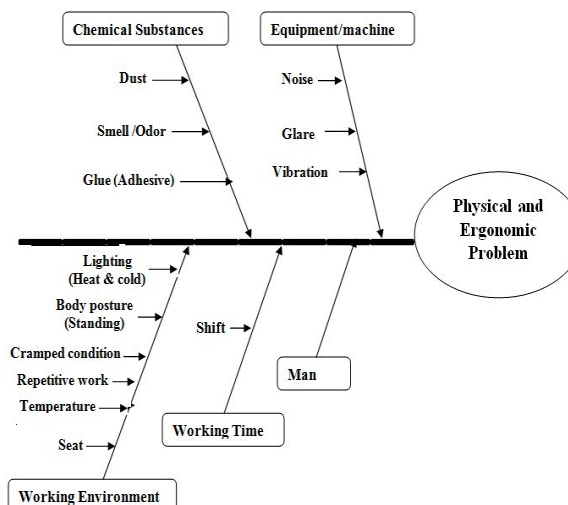 Chemical Substances
Equipment/machine
Dust
Smell /Odor
Glue (Adhesive)
Noise
Glare
Vibration
Physical and
Ergonomic
Problem
Lighting
(Heat & cold)
Body posture
(Standing)
Cramped condition
Repetitive work
Temperature
Seat
Shift
Man
Working Time
Working Environment